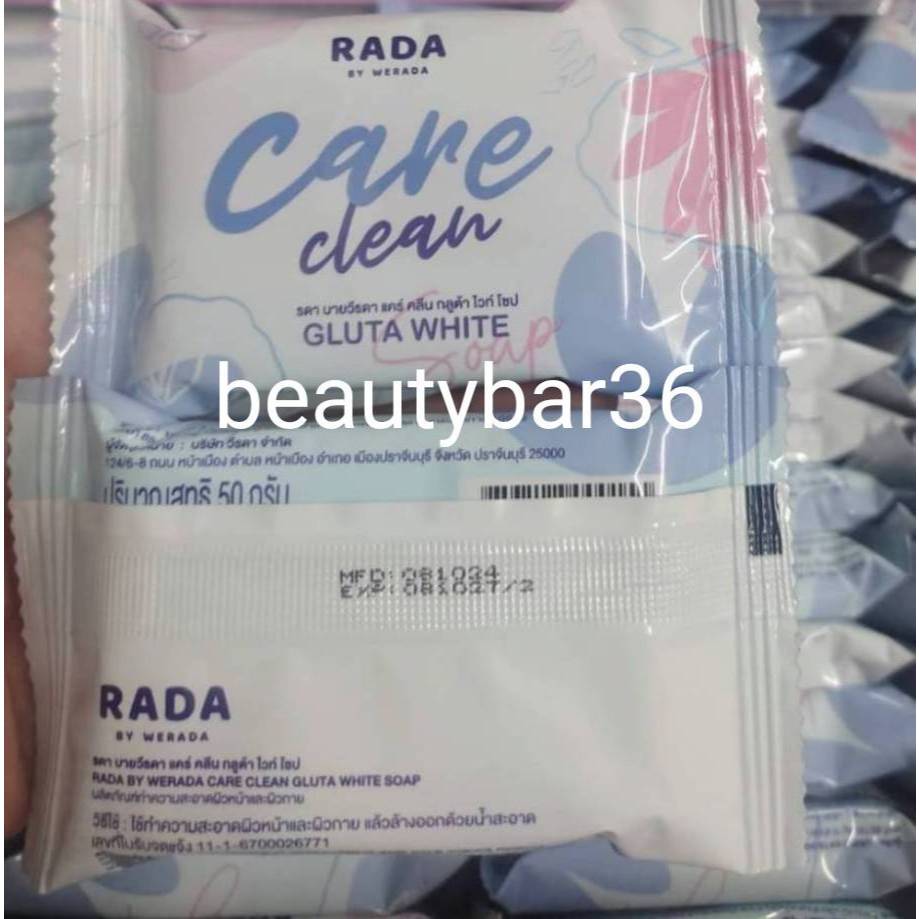 RADA
BY WERADA
Care
clean
รดา บายวีรดา แคร์ คลีน กลูต้า ไวท์ โซป
GLUTA WHITE
Soap
beautybar36
: บริษัท วีรดา จำกัด
124/6-8 ถนน หน้าเมือง ตำบล หน้าเมือง อำเภอ เมืองปราจีนบุรี จังหวัด ปราจีนบุรี 25000
ปริมาณสุทธิ 50 กรัม
MFD:081024
EXP:081027/2
RADA
BY WERADA
รดา บายวีรดา แคร์ คลีน กลูต้า ไวท์ โซป
RADA BY WERADA CARE CLEAN GLUTA WHITE SOAP
ผลิตภัณฑ์ทำความสะอาดผิวหน้าและผิวกาย
วิธีใช้ : ใช้ทำความสะอาดผิวหน้าและผิวกาย แล้วล้างออกด้วยน้ำสะอาด
เลขที่ใบรับจดแจ้ง 11-1-6700026771